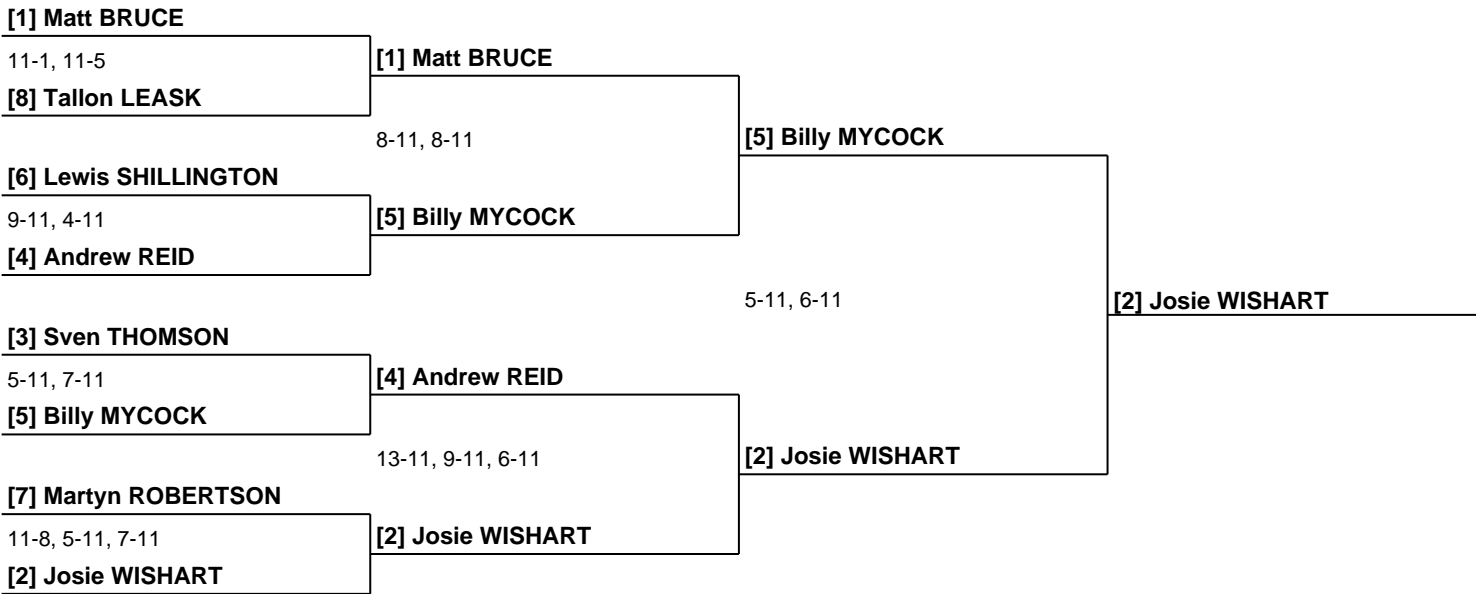 [1] Matt BRUCE
11-1, 11-5
[8] Tallon LEASK
[6] Lewis SHILLINGTON
9-11, 4-11
[4] Andrew REID
[3] Sven THOMSON
5-11, 7-11
[5] Billy MYCOCK
[7] Martyn ROBERTSON
11-8, 5-11, 7-11
[2] Josie WISHART
[1] Matt BRUCE
8-11, 8-11
[5] Billy MYCOCK
[4] Andrew REID
13-11, 9-11, 6-11
[2] Josie WISHART
[5] Billy MYCOCK
5-11, 6-11
[2] Josie WISHART
[2] Josie WISHART